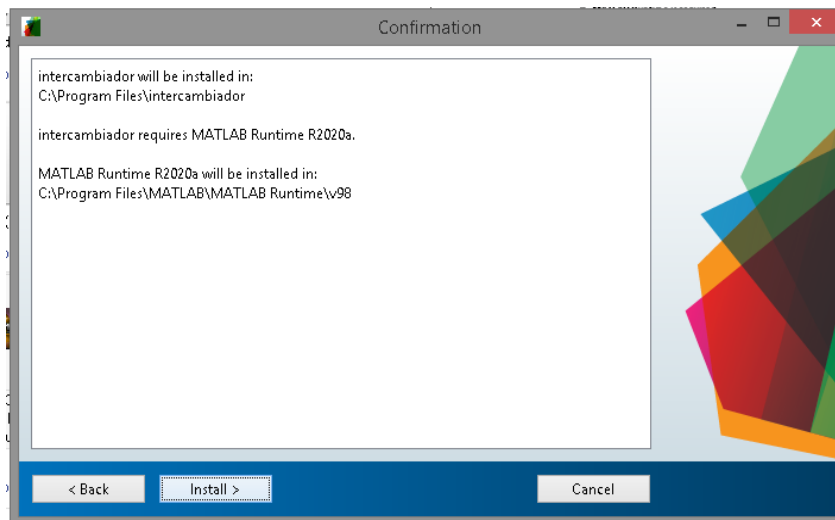 Confirmation
intercambiador will be installed in:
C:\Program Files\intercambiador
intercambiador requires MATLAB Runtime R2020a.
MATLAB Runtime R2020a will be installed in:
C:\Program Files\MATLAB\MATLAB Runtime\v98
< Back
Install >
Cancel